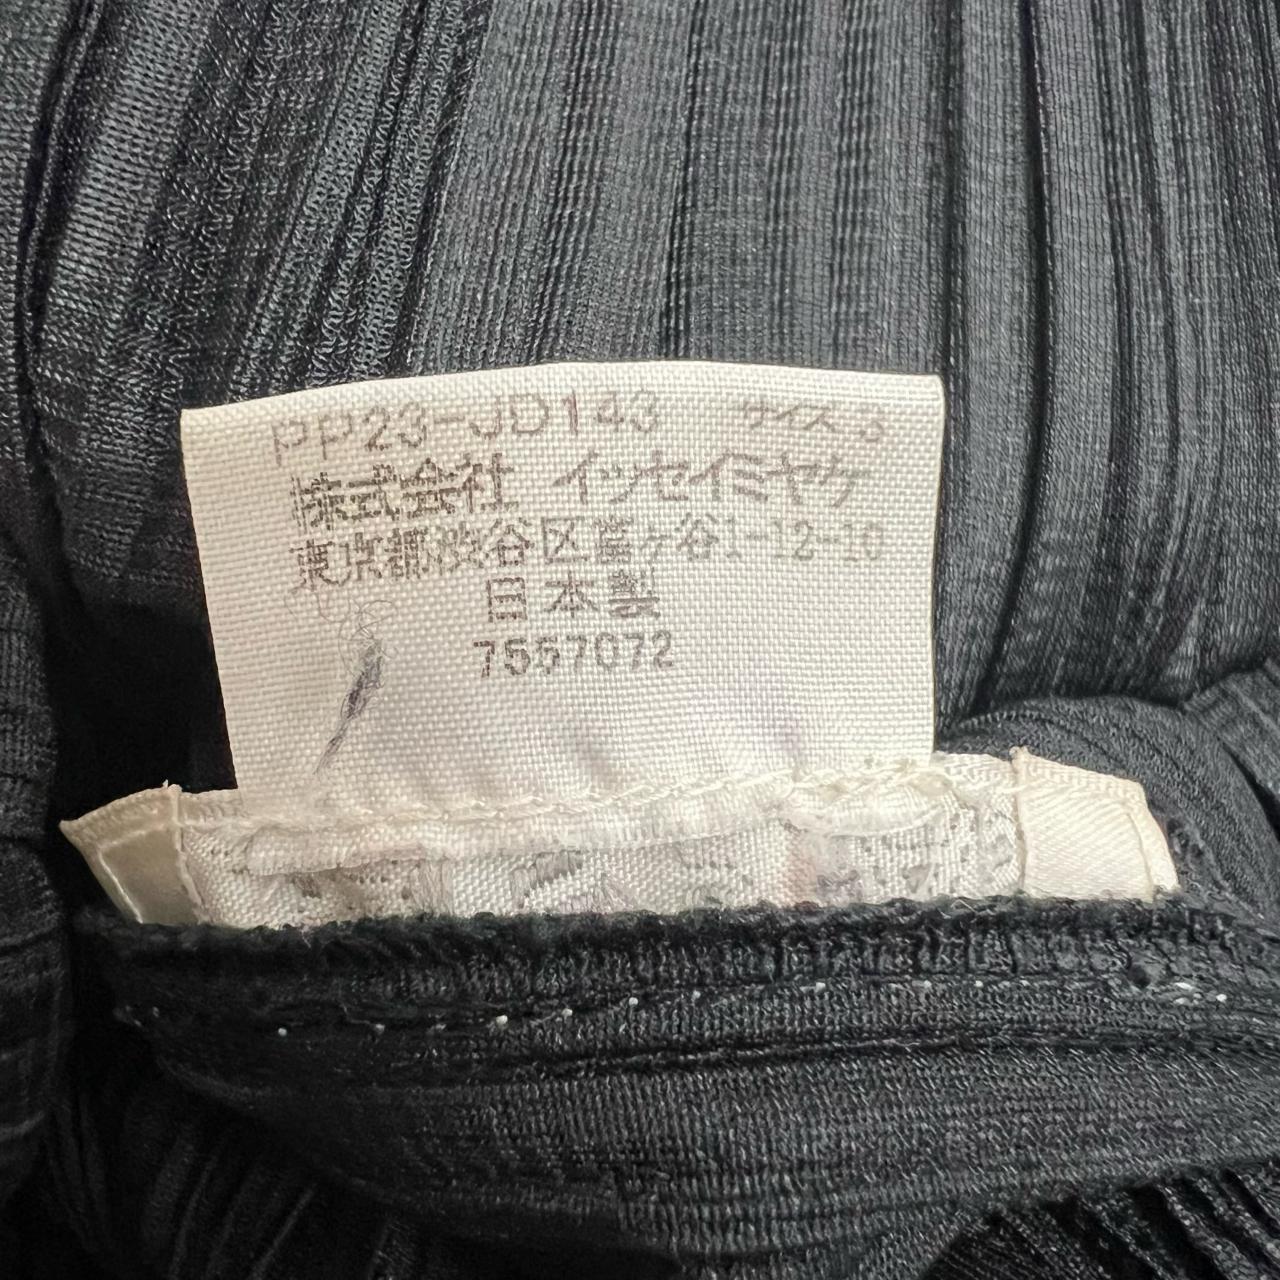 PP23-JD143 サイズ 3
株式会社 イッセイミヤケ
東京都渋谷区富ヶ谷1-12-10
日本製
7557072